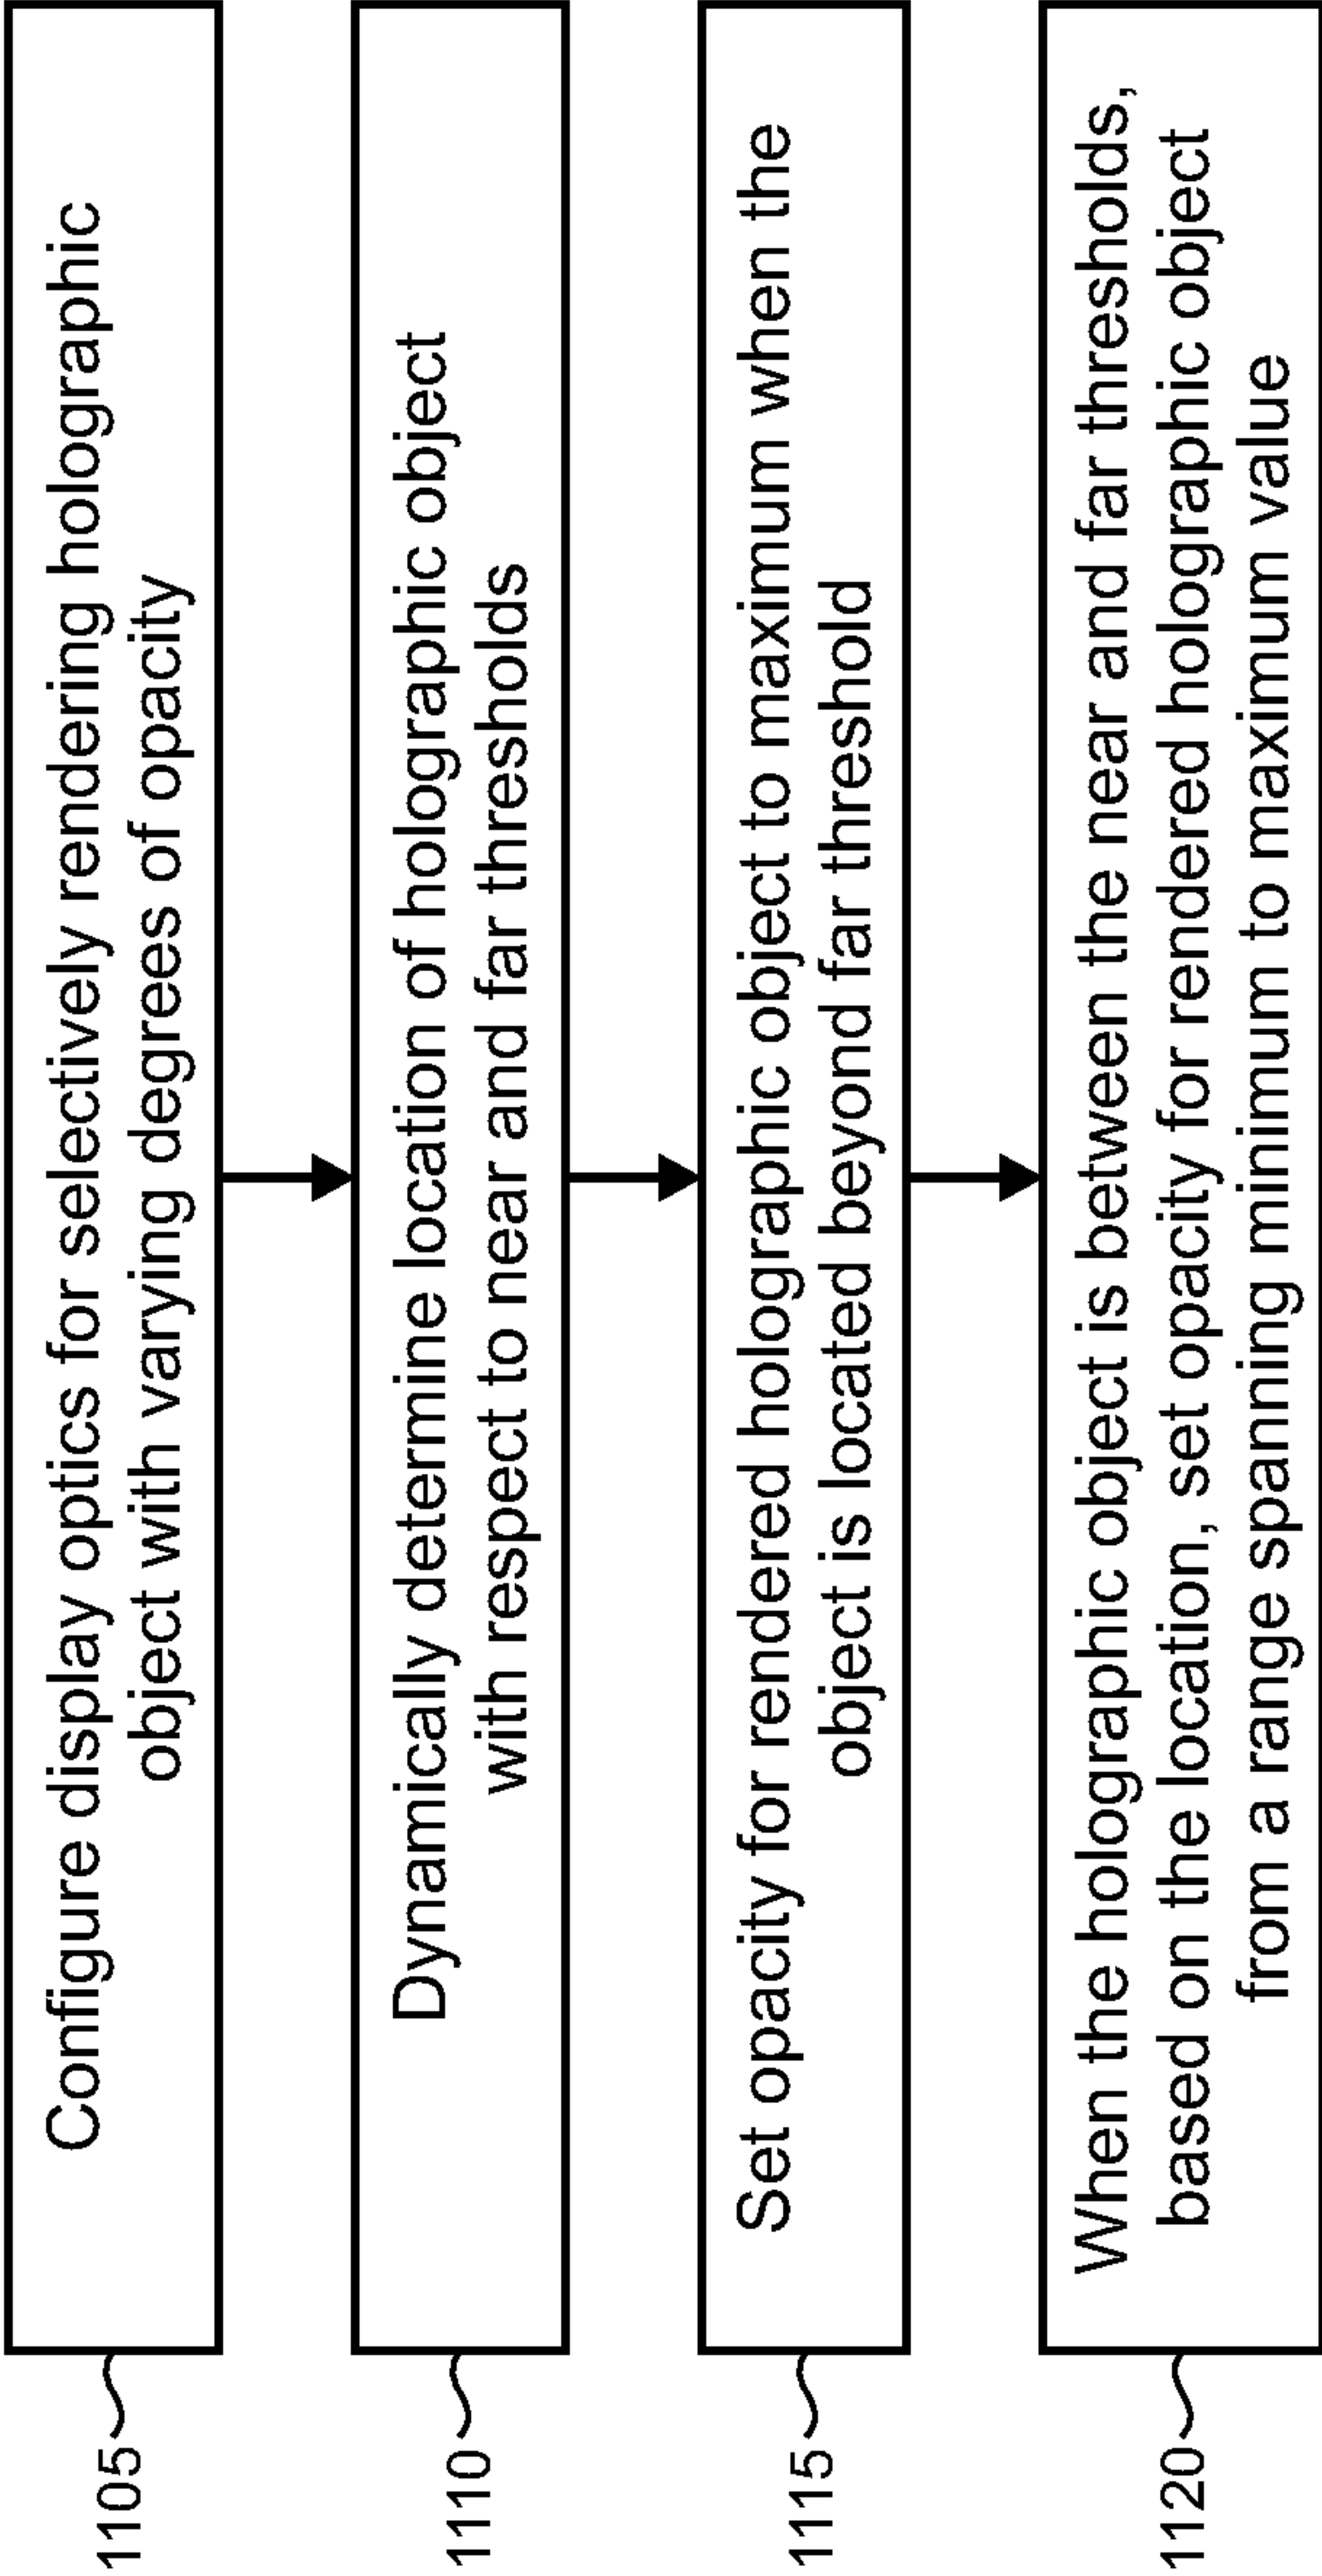 1105
Configure display optics for selectively rendering holographic
object with varying degrees of opacity
1110
Dynamically determine location of holographic object
with respect to near and far thresholds
1115
Set opacity for rendered holographic object to maximum when the
object is located beyond far threshold
1120
When the holographic object is between the near and far thresholds,
based on the location, set opacity for rendered holographic object
from a range spanning minimum to maximum value